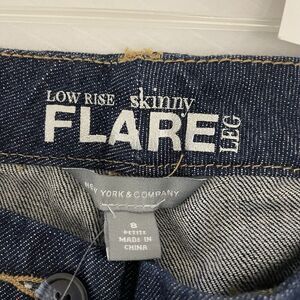 LOW RISE skinny
FLARE LEG
NEW YORK & COMPANY
8
PETITE
MADE IN
CHINA